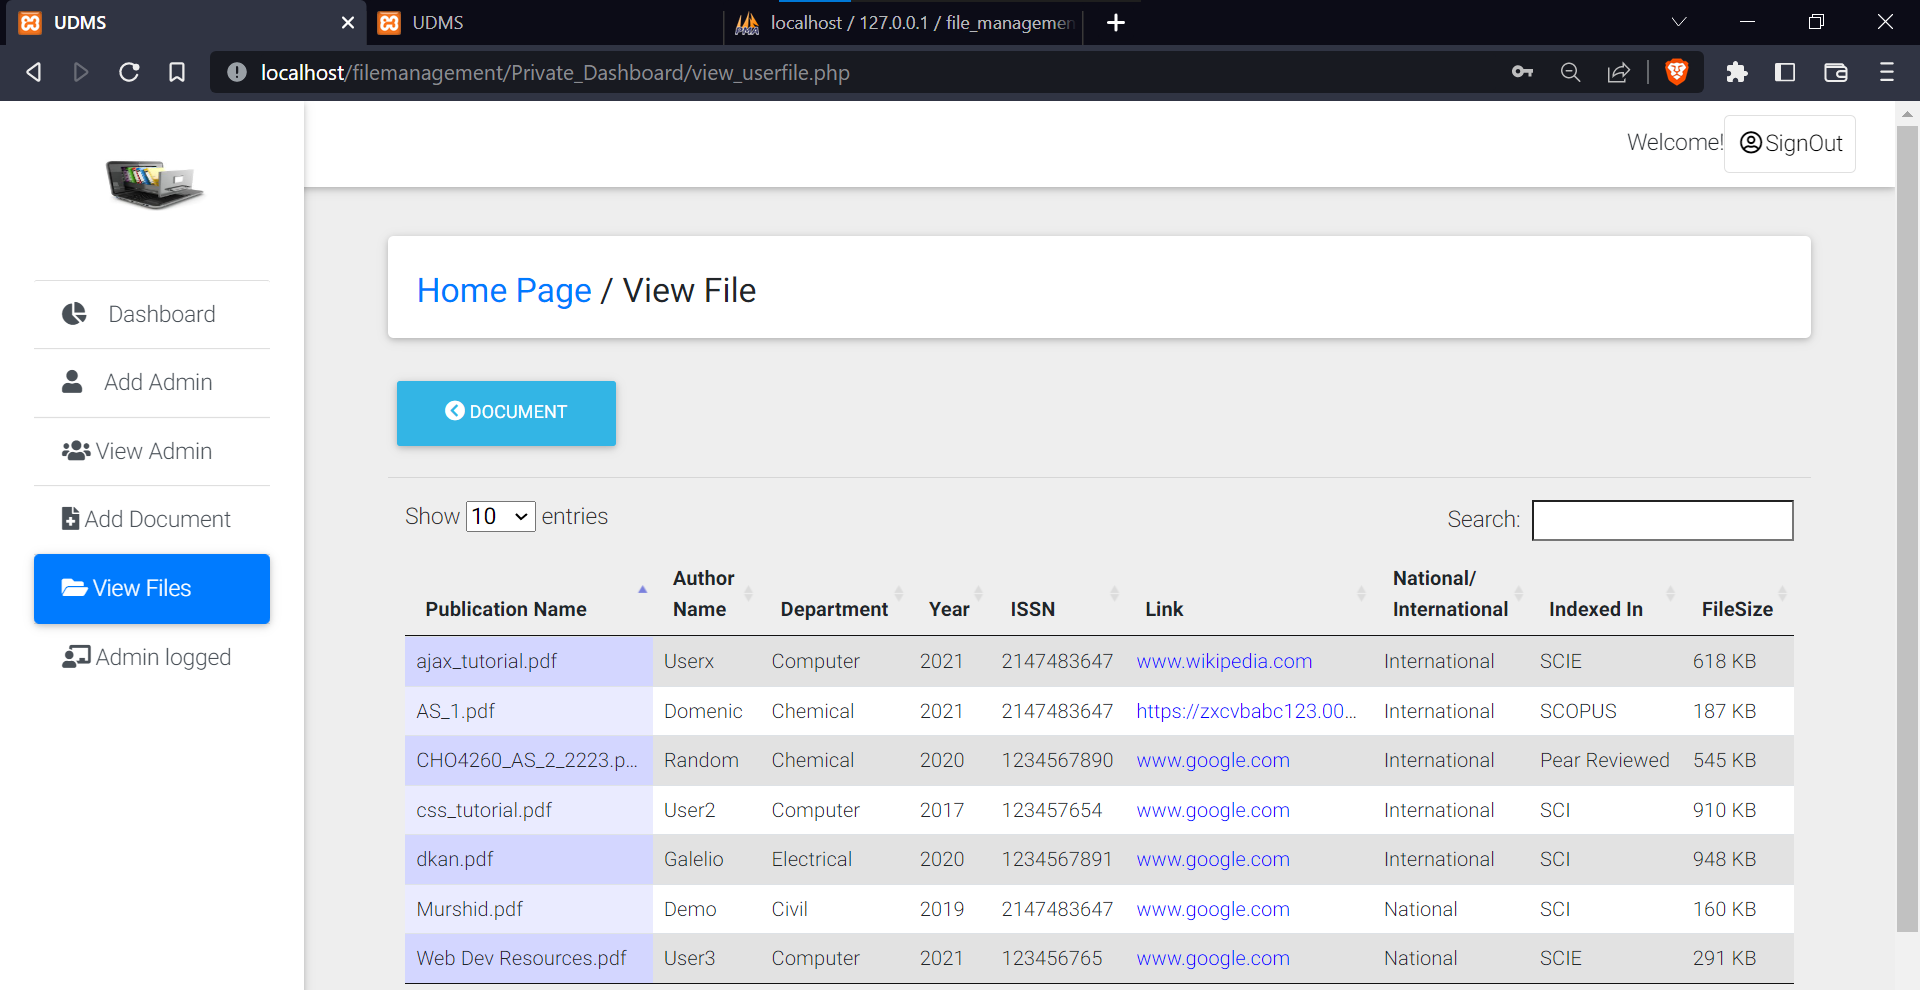 UDMS
UDMS
localhost / 127.0.0.1 / file_managemen
localhost/filemanagement/Private_Dashboard/view_userfile.php
Welcome! SignOut
Home Page / View File
Dashboard
Add Admin
View Admin
Add Document
View Files
Admin logged
DOCUMENT
Show 10 entries
Search:
Publication Name Author Name Department Year ISSN Link National/ International Indexed In FileSize
ajax_tutorial.pdf Userx Computer 2021 2147483647 www.wikipedia.com International SCIE 618 KB
AS_1.pdf Domenic Chemical 2021 2147483647 https://zxcvbabc123.00... International SCOPUS 187 KB
CHO4260_AS_2_2223.p... Random Chemical 2020 1234567890 www.google.com International Pear Reviewed 545 KB
css_tutorial.pdf User2 Computer 2017 123457654 www.google.com International SCI 910 KB
dkan.pdf Galelio Electrical 2020 1234567891 www.google.com International SCI 948 KB
Murshid.pdf Demo Civil 2019 2147483647 www.google.com National SCI 160 KB
Web Dev Resources.pdf User3 Computer 2021 123456765 www.google.com National SCIE 291 KB